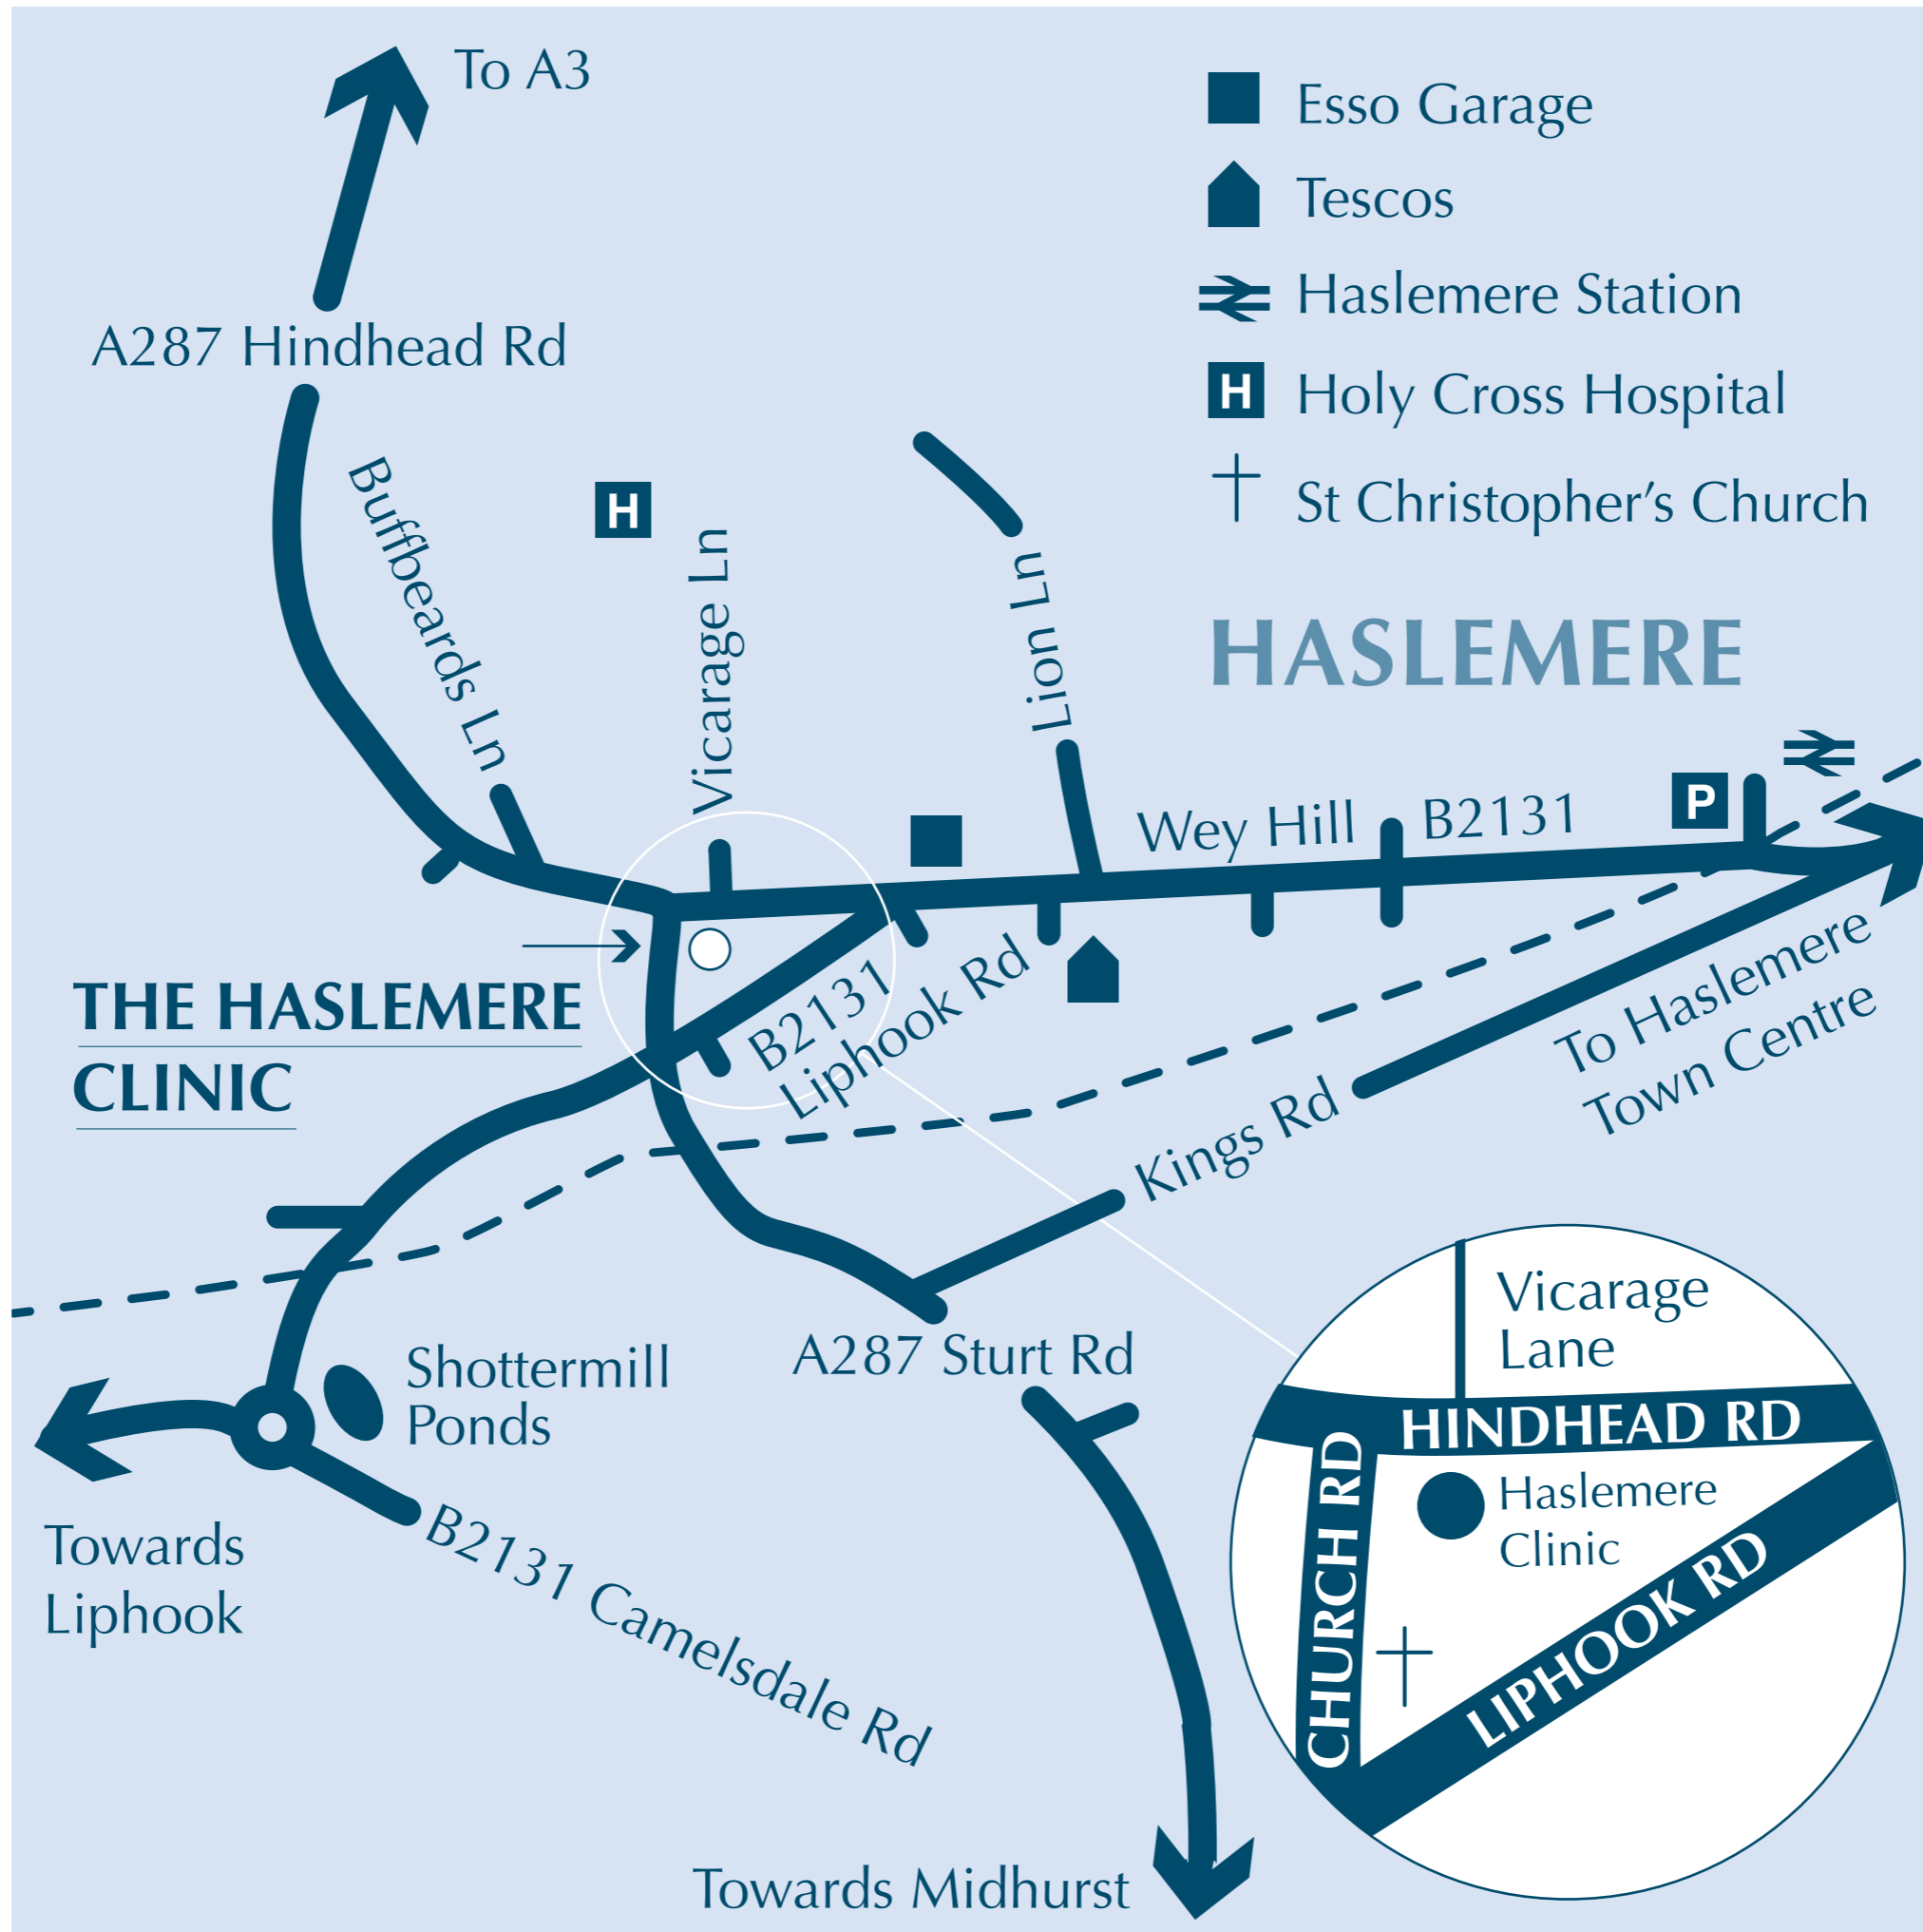 To A3
Esso Garage
Tescos
Haslemere Station
H
Holy Cross Hospital
St Christopher’s Church
A287 Hindhead Rd
Buffbeards Ln
H
Vicarage Ln
Lion Ln
HASLEMERE
Wey Hill
B2131
P
THE HASLEMERE
CLINIC
B2131
Liphook Rd
To Haslemere
Town Centre
Kings Rd
Shottermill
Ponds
A287 Sturt Rd
Towards
Liphook
B2131 Camelsdale Rd
Towards Midhurst
Vicarage
Lane
HINDHEAD RD
CHURCH RD
Haslemere
Clinic
LIPHOOK RD